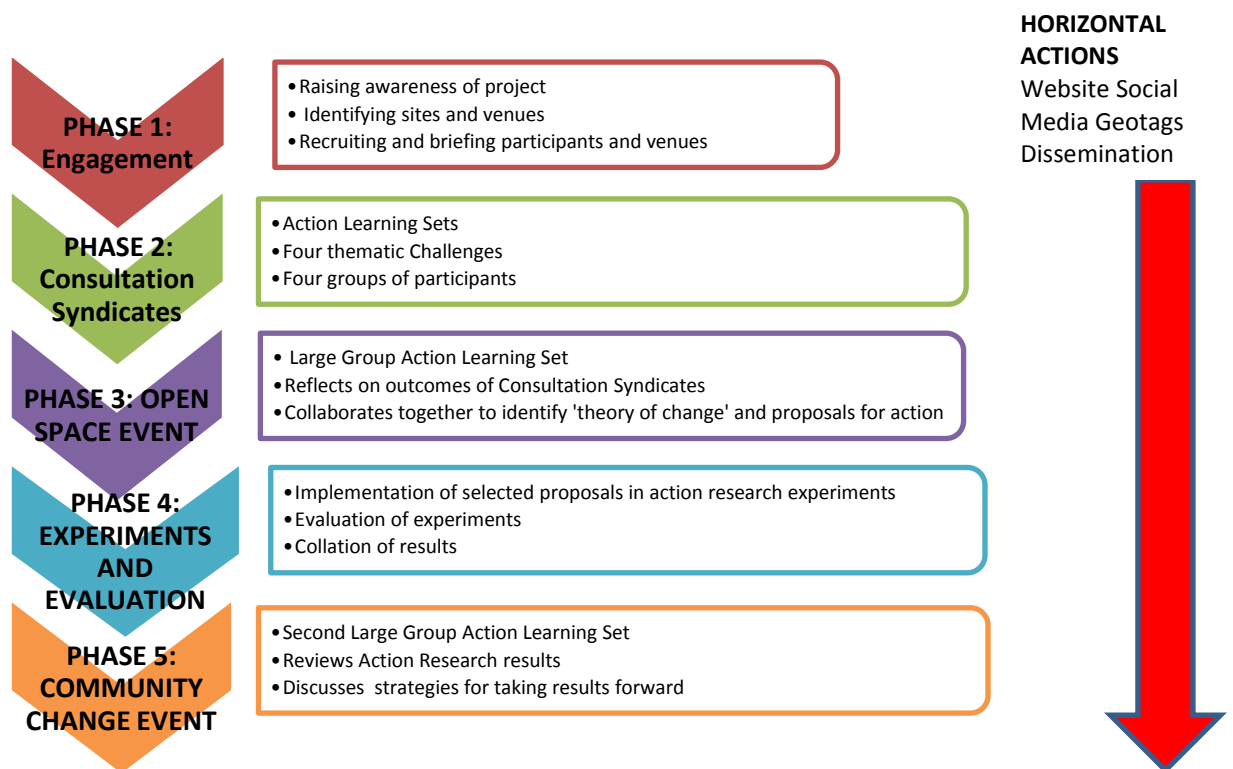 PHASE 1:
Engagement
•Raising awareness of project
• Identifying sites and venues
•Recruiting and briefing participants and venues
PHASE 2:
Consultation
Syndicates
•Action Learning Sets
•Four thematic Challenges
•Four groups of participants
PHASE 3: OPEN
SPACE EVENT
• Large Group Action Learning Set
•Reflects on outcomes of Consultation Syndicates
•Collaborates together to identify 'theory of change' and proposals for action
PHASE 4:
EXPERIMENTS
AND
EVALUATION
•Implementation of selected proposals in action research experiments
•Evaluation of experiments
•Collation of results
PHASE 5:
COMMUNITY
CHANGE EVENT
•Second Large Group Action Learning Set
•Reviews Action Research results
•Discusses strategies for taking results forward
HORIZONTAL
ACTIONS
Website Social
Media Geotags
Dissemination